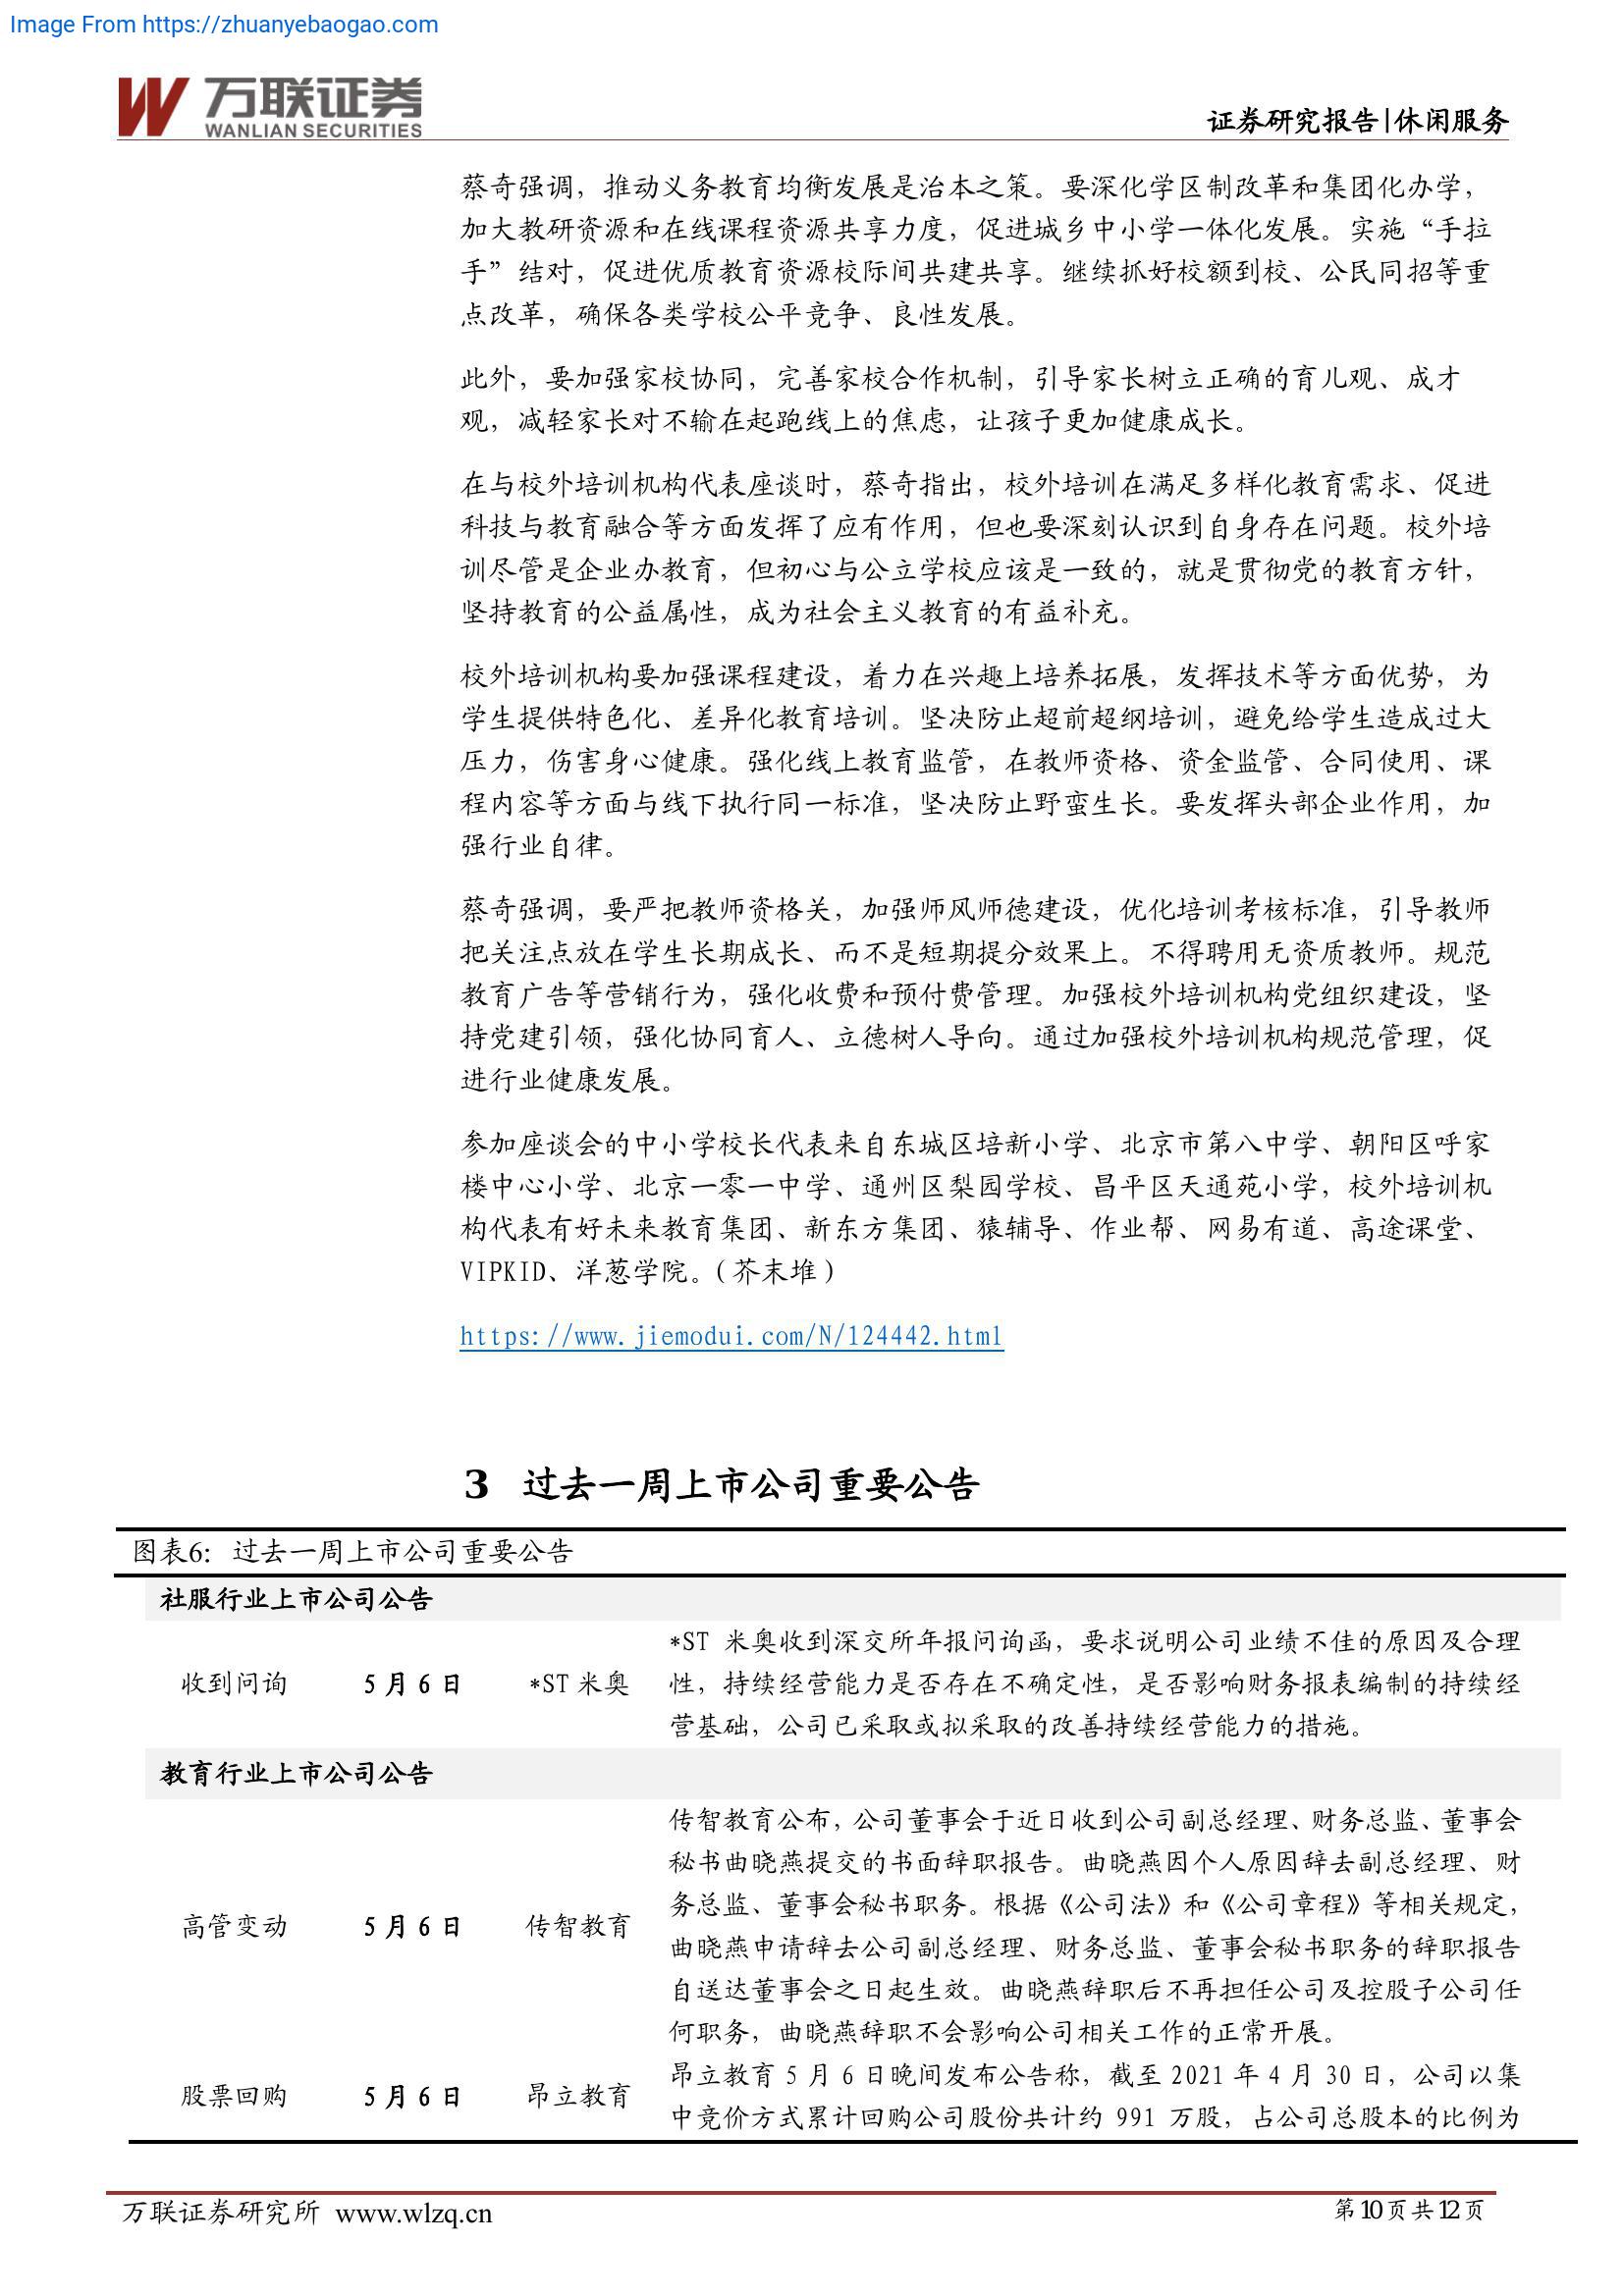 Image From https://zhuanyebaogao.com
万联证券
WANLIAN SECURITIES
证券研究报告|休闲服务
蔡奇强调，推动义务教育均衡发展是治本之策。要深化学区制改革和集团化办学，
加大教研资源和在线课程资源共享力度，促进城乡中小学一体化发展。实施“手拉
手”结对，促进优质教育资源校际间共建共享。继续抓好校额到校、公民同招等重
点改革，确保各类学校公平竞争、良性发展。
此外，要加强家校协同，完善家校合作机制，引导家长树立正确的育儿观、成才
观，减轻家长对不输在起跑线上的焦虑，让孩子更加健康成长。
在与校外培训机构代表座谈时，蔡奇指出，校外培训在满足多样化教育需求、促进
科技与教育融合等方面发挥了应有作用，但也要深刻认识到自身存在问题。校外培
训尽管是企业办教育，但初心与公立学校应该是一致的，就是贯彻党的教育方针，
坚持教育的公益属性，成为社会主义教育的有益补充。
校外培训机构要加强课程建设，着力在兴趣上培养拓展，发挥技术等方面优势，为
学生提供特色化、差异化教育培训。坚决防止超前超纲培训，避免给学生造成过大
压力，伤害身心健康。强化线上教育监管，在教师资格、资金监管、合同使用、课
程内容等方面与线下执行同一标准，坚决防止野蛮生长。要发挥头部企业作用，加
强行业自律。
蔡奇强调，要严把教师资格关，加强师风师德建设，优化培训考核标准，引导教师
把关注点放在学生长期成长、而不是短期提分效果上。不得聘用无资质教师。规范
教育广告等营销行为，强化收费和预付费管理。加强校外培训机构党组织建设，坚
持党建引领，强化协同育人、立德树人导向。通过加强校外培训机构规范管理，促
进行业健康发展。
参加座谈会的中小学校长代表来自东城区培新小学、北京市第八中学、朝阳区呼家
楼中心小学、北京一零一中学、通州区梨园学校、昌平区天通苑小学，校外培训机
构代表有好未来教育集团、新东方集团、猿辅导、作业帮、网易有道、高途课堂、
VIPKID、洋葱学院。（芥末堆）
https://www.jiemodui.com/N/124442.html
3 过去一周上市公司重要公告
图表6：过去一周上市公司重要公告
社服行业上市公司公告
收到问询 5 月 6 日 *ST 米奥
*ST 米奥收到深交所年报问询函，要求说明公司业绩不佳的原因及合理
性，持续经营能力是否存在不确定性，是否影响财务报表编制的持续经
营基础，公司已采取或拟采取的改善持续经营能力的措施。
教育行业上市公司公告
高管变动 5 月 6 日 传智教育
传智教育公布，公司董事会于近日收到公司副总经理、财务总监、董事会
秘书曲晓燕提交的书面辞职报告。曲晓燕因个人原因辞去副总经理、财
务总监、董事会秘书职务。根据《公司法》和《公司章程》等相关规定，
曲晓燕申请辞去公司副总经理、财务总监、董事会秘书职务的辞职报告
自送达董事会之日起生效。曲晓燕辞职后不再担任公司及控股子公司任
何职务，曲晓燕辞职不会影响公司相关工作的正常开展。
股票回购 5 月 6 日 昂立教育
昂立教育 5 月 6 日晚间发布公告称，截至 2021 年 4 月 30 日，公司以集
中竞价方式累计回购公司股份共计约 991 万股，占公司总股本的比例为
万联证券研究所 www.wlzq.cn
第10页共12页